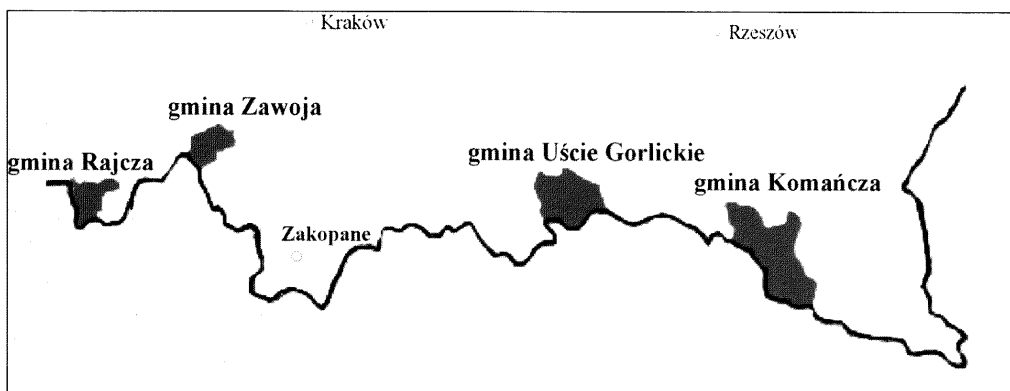 Kraków
Rzeszów
gmina Zawoja
gmina Rajcza
gmina Uście Gorlickie
gmina Komańcza
Zakopane